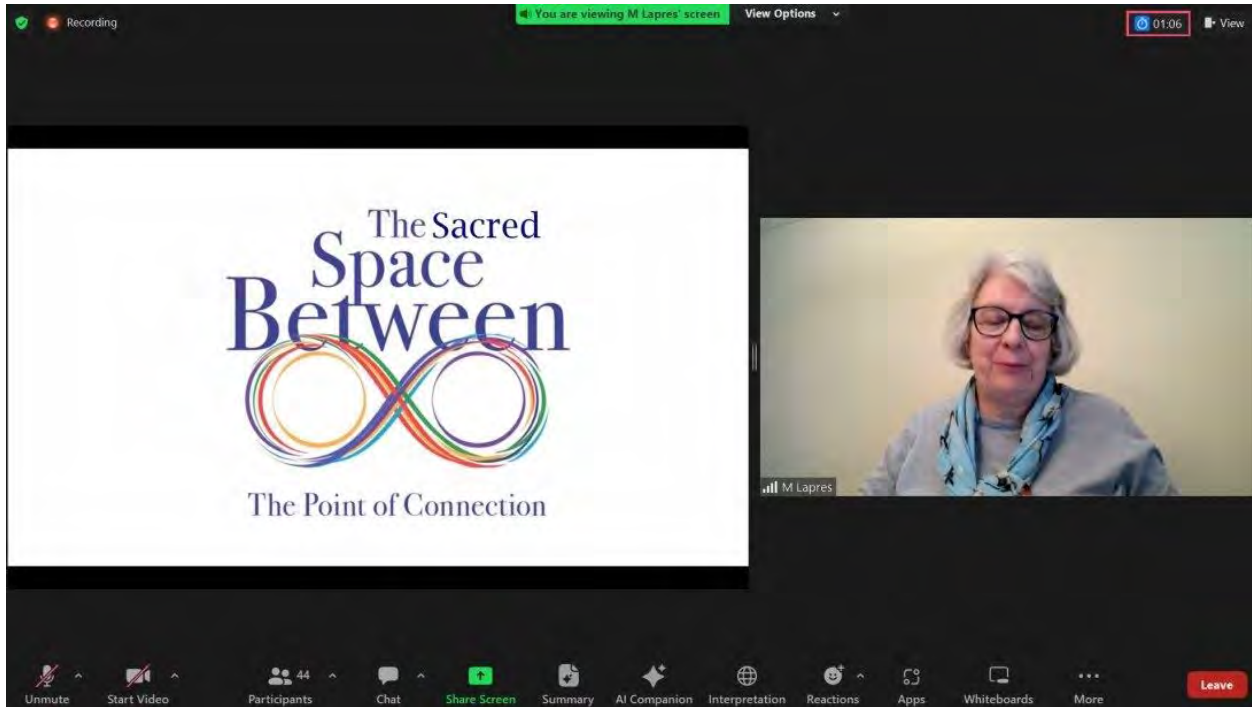 Recording
You are viewing M Lapres' screen
View Options
01:06
View
The Sacred
Space
Between
The Point of Connection
M Lapres
Unmute
Start Video
44
Participants
Chat
Share Screen
Summary
AI Companion
Interpretation
Reactions
Apps
Whiteboards
More
Leave